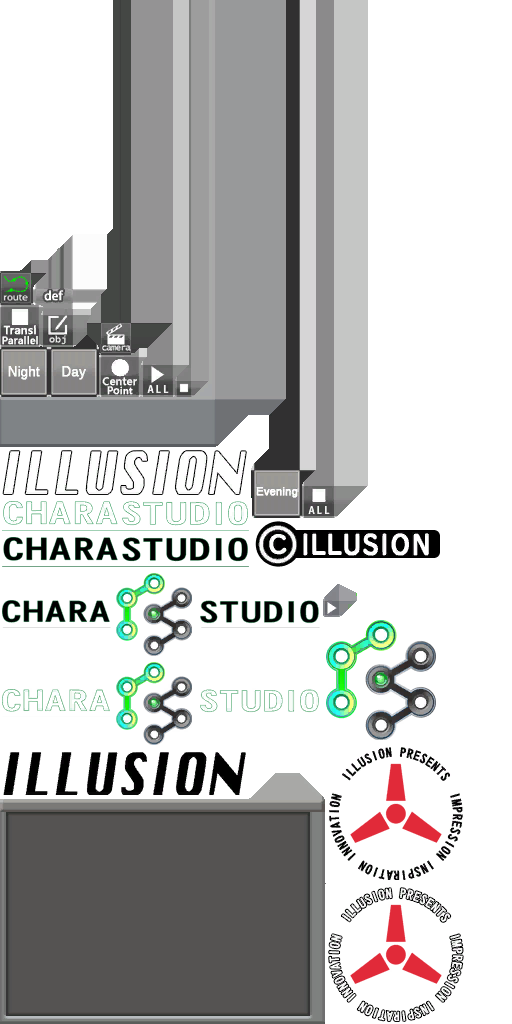 route
def
Transl
Parallel
obj
camera
Night
Day
Center
Point
ALL
ILLUSION
Evening
ALL
CHARASTUDIO
CHARASTUDIO
©ILLUSION
CHARA STUDIO
CHARA STUDIO
ILLUSION
ILLUSION PRESENTS
IMPRESSION INSPIRATION INNOVATION
ILLUSION PRESENTS
IMPRESSION INSPIRATION INNOVATION